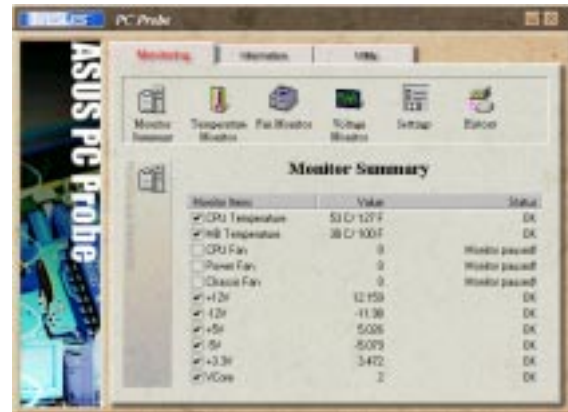 ASUS PC Probe
ASUS PC Probe
Monitoring Information Utility
Monitor Summary Temperature Monitor Fan Monitor Voltage Monitor Settings History
Monitor Summary
Monitor Items Value Status
CPU Temperature 53 C/ 127 F OK
MB Temperature 38 C/ 100 F OK
CPU Fan 0 Monitor paused!
Power Fan 0 Monitor paused!
Chassis Fan 0 Monitor paused!
+12V 12.159 OK
-12V -11.98 OK
+5V 5.026 OK
-5V -5.079 OK
+3.3V 3.472 OK
VCore 2 OK